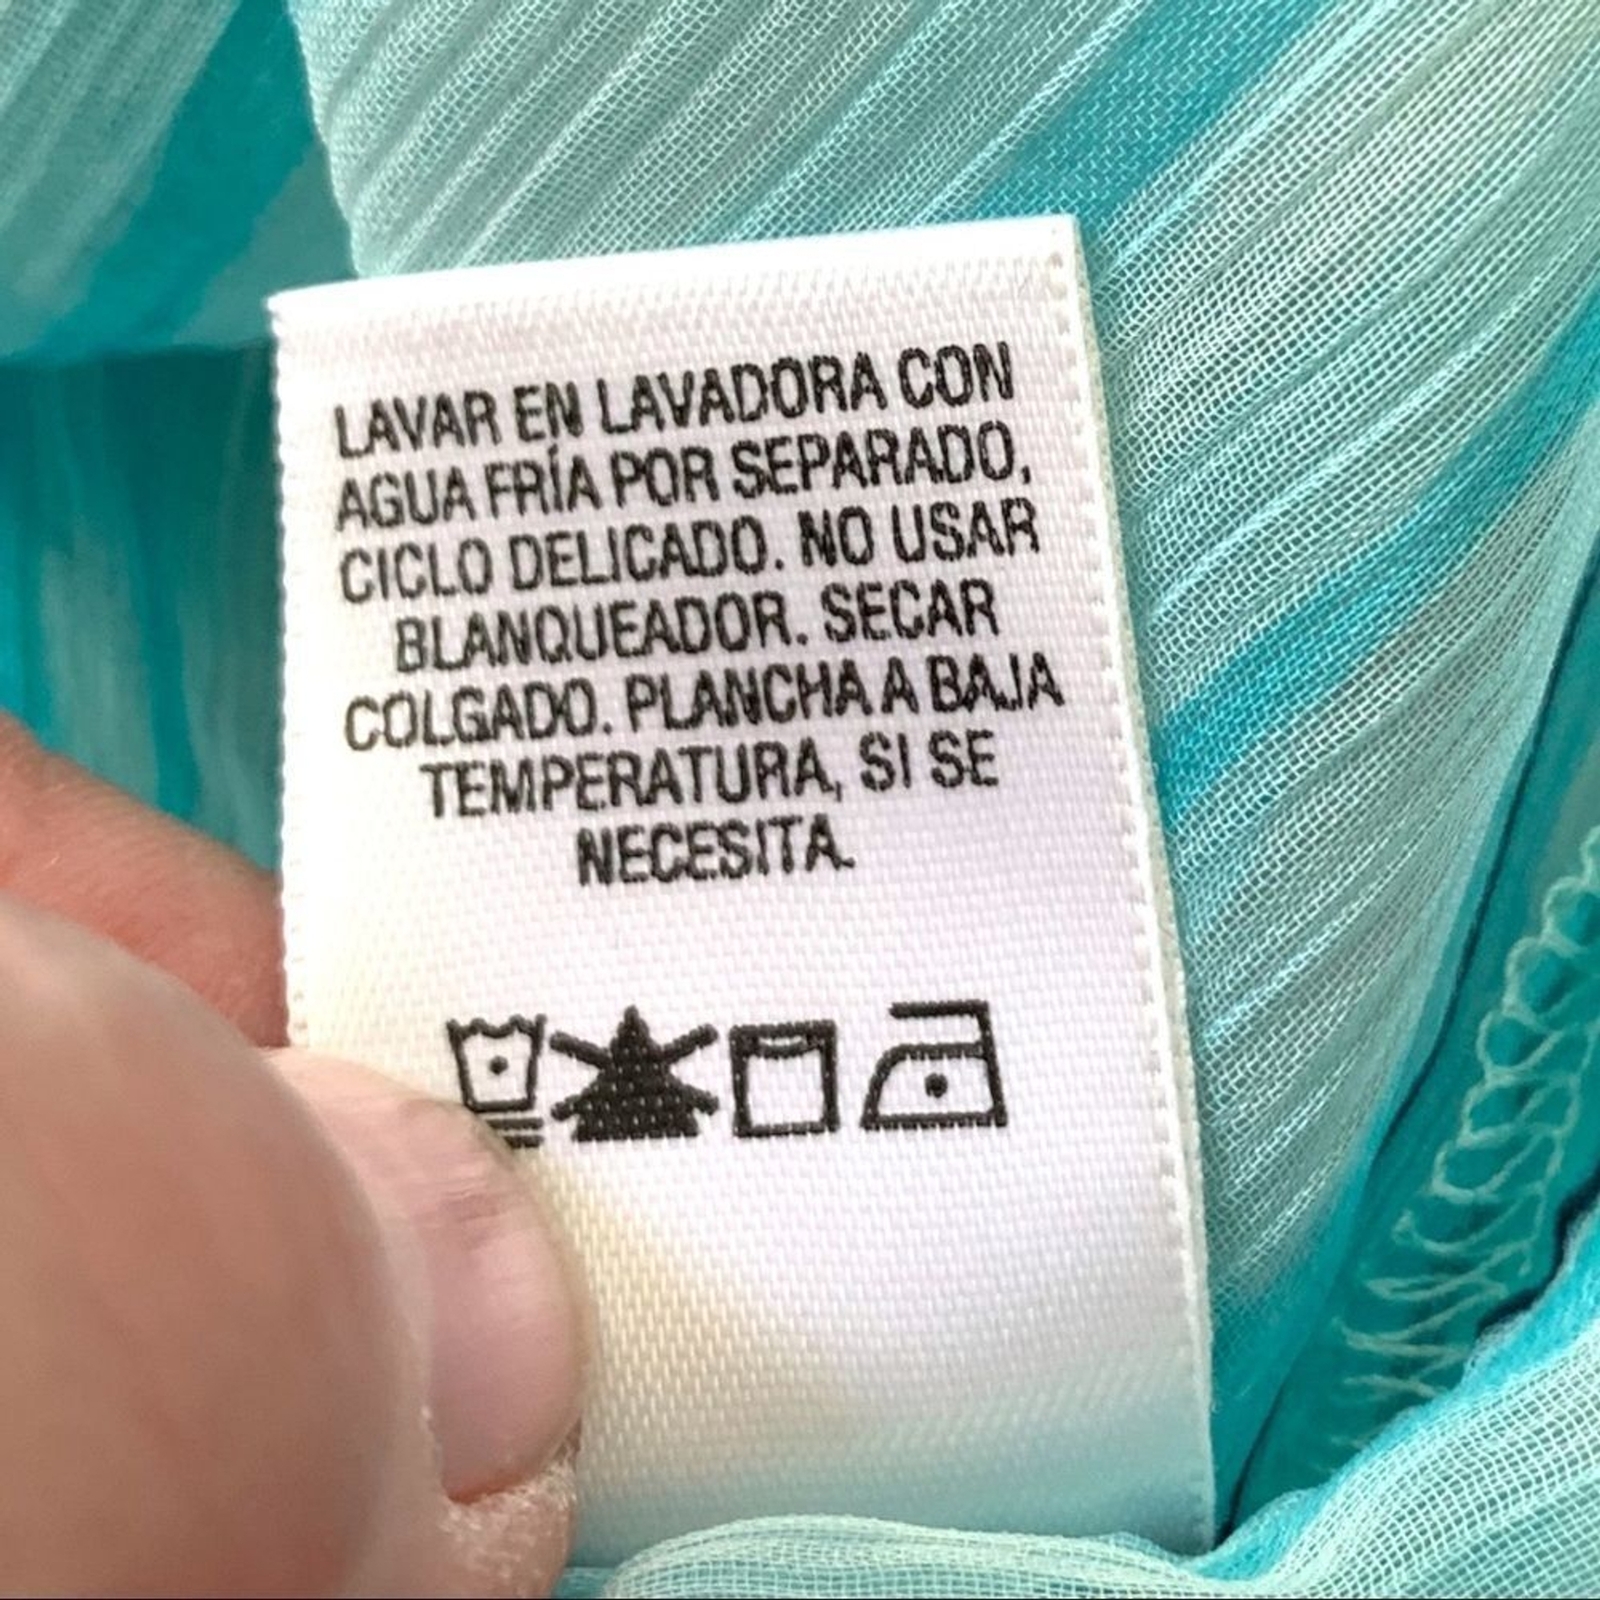 LAVAR EN LAVADORA CON
AGUA FRÍA POR SEPARADO,
CICLO DELICADO. NO USAR
BLANQUEADOR. SECAR
COLGADO. PLANCHA A BAJA
TEMPERATURA, SI SE
NECESITA.